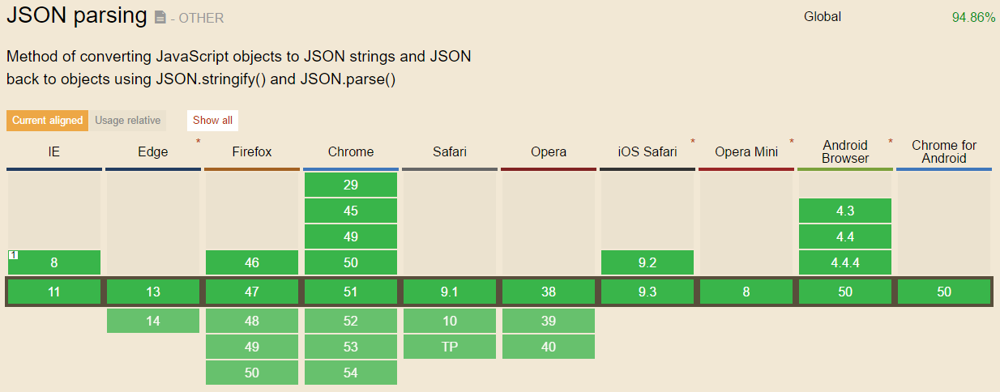 JSON parsing - OTHER
Global 94.86%
Method of converting JavaScript objects to JSON strings and JSON
back to objects using JSON.stringify() and JSON.parse()
Current aligned Usage relative Show all
IE Edge * Firefox Chrome Safari Opera iOS Safari * Opera Mini * Android Browser * Chrome for Android
29
45 4.3
49 4.4
1 8 46 50 9.2 4.4.4
11 13 47 51 9.1 38 9.3 8 50 50
14 48 52 10 39
49 53 TP 40
50 54